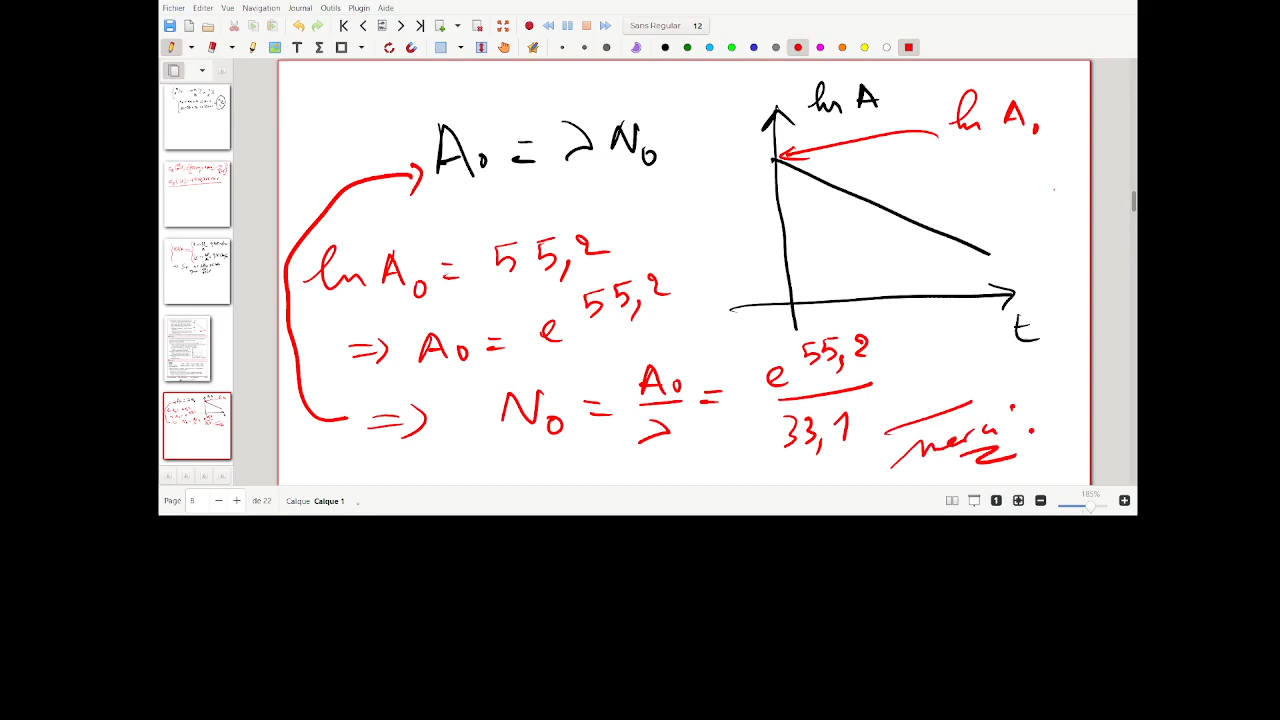 Fichier Editer Vue Navigation Journal Outils Plugin Aide
Sans Regular 12
ln A
ln A₀
A₀ = λ N₀
ln A₀ = 55,2
⇒ A₀ = e^55,2
t
⇒ N₀ = A₀/λ = e^55,2/33,1
merci
Page 8 de 22 Calque Calque 1
185%